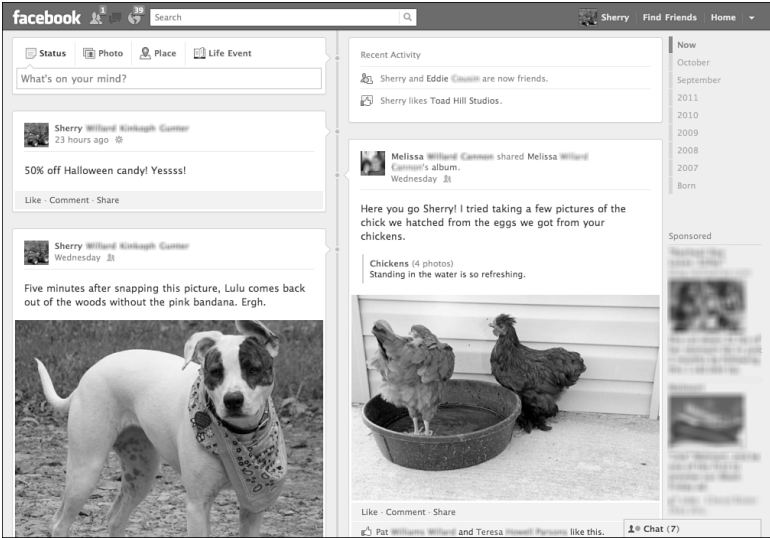 facebook 1 39 Search Sherry Find Friends Home
Status Photo Place Life Event
What's on your mind?
Sherry
23 hours ago
50% off Halloween candy! Yessss!
Like · Comment · Share
Sherry
Wednesday
Five minutes after snapping this picture, Lulu comes back
out of the woods without the pink bandana. Ergh.
Recent Activity
Sherry and Eddie are now friends.
Sherry likes Toad Hill Studios.
Melissa shared Melissa
's album.
Wednesday
Here you go Sherry! I tried taking a few pictures of the
chick we hatched from the eggs we got from your
chickens.
Chickens (4 photos)
Standing in the water is so refreshing.
Like · Comment · Share
Pat and Teresa like this.
Now
October
September
2011
2010
2009
2008
2007
Born
Sponsored
Chat (7)